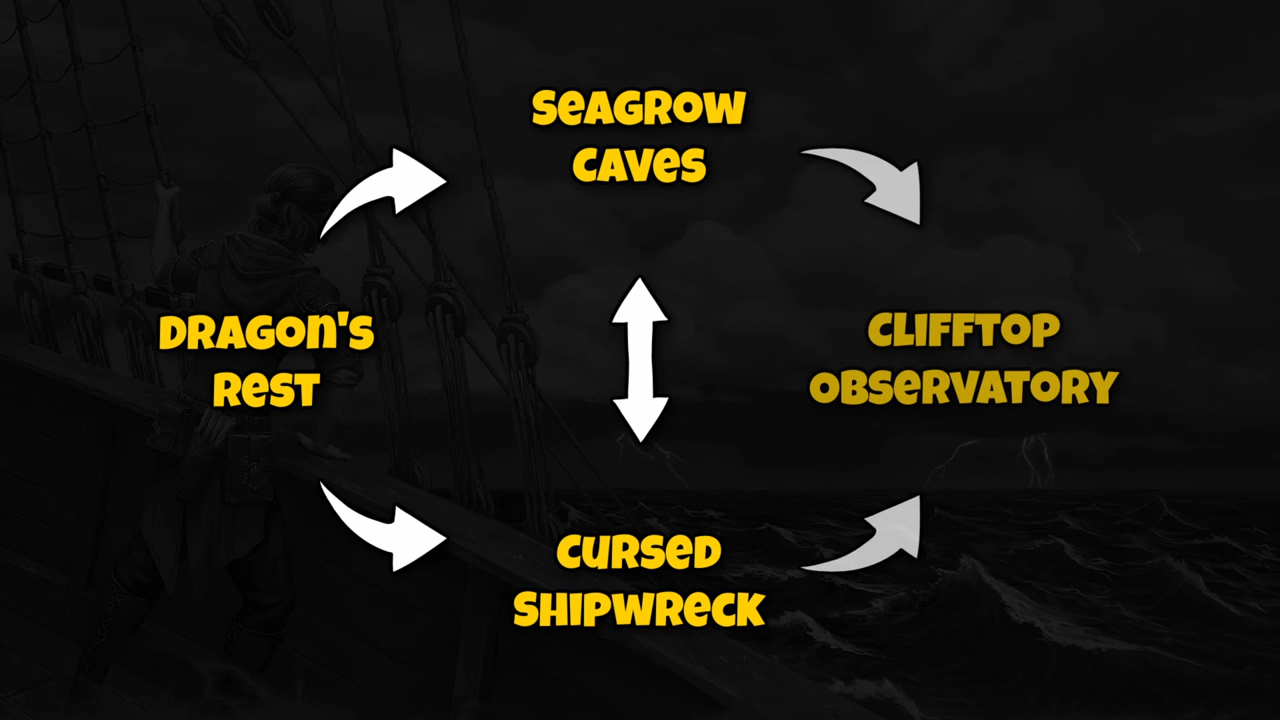 SEAGROW
CAVES
DRAGON'S
REST
CLIFFTOP
OBSERVATORY
CURSED
SHIPWRECK